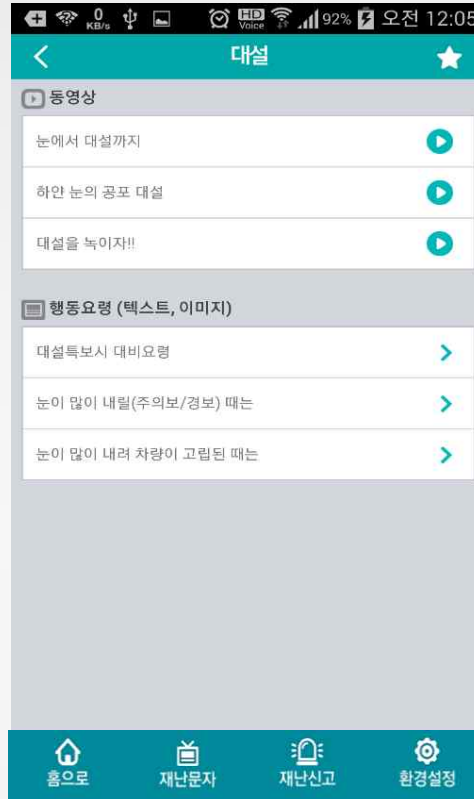 0
KB/s
HD
Voice
92% 오전 12:05
대설
동영상
눈에서 대설까지
하얀 눈의 공포 대설
대설을 녹이자!!
행동요령 (텍스트, 이미지)
대설특보시 대비요령
눈이 많이 내릴(주의보/경보) 때는
눈이 많이 내려 차량이 고립된 때는
홈으로 재난문자 재난신고 환경설정